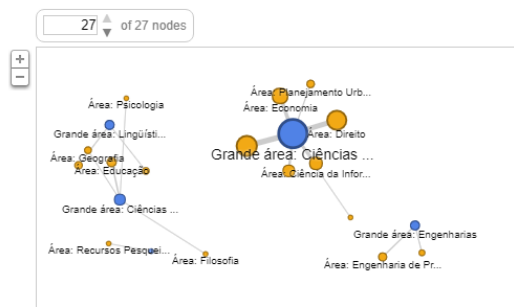 27 of 27 nodes
+
−
Área: Psicologia
Área: Planejamento Urb...
Área: Economia
Grande área: Lingüísti...
Área: Direito
Área: Geografia
Grande área: Ciências ...
Área: Educação
Área: Ciência da Infor...
Grande área: Ciências ...
Grande área: Engenharias
Área: Recursos Pesquei...
Área: Filosofia
Área: Engenharia de Pr...